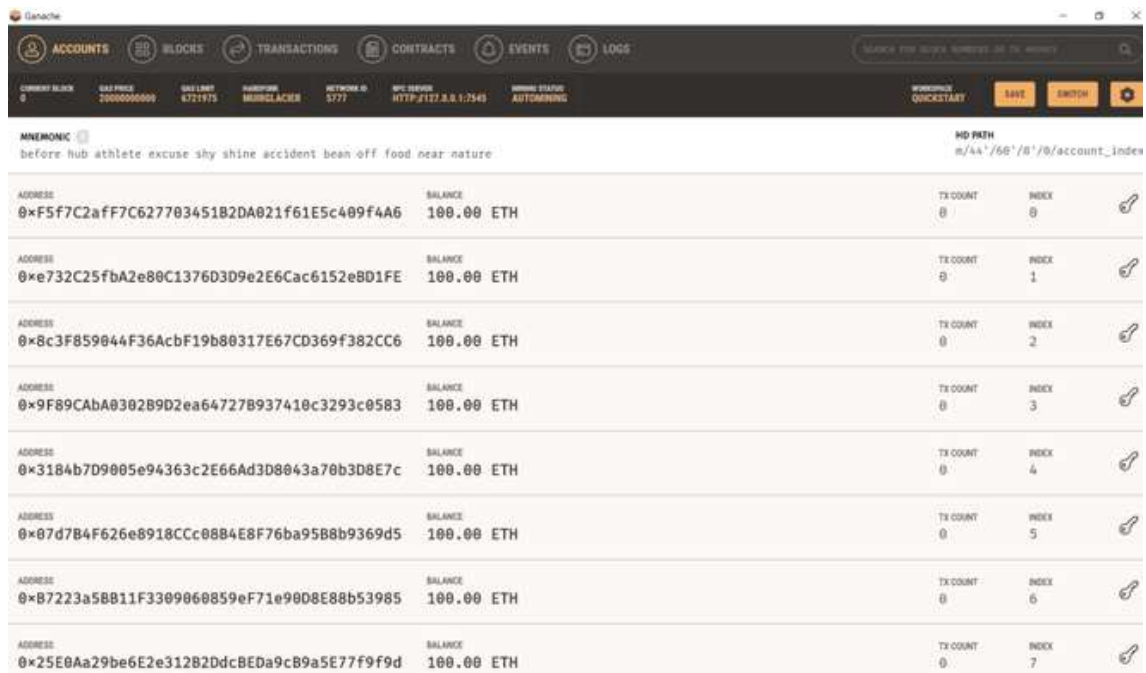 Ganache
ACCOUNTS BLOCKS TRANSACTIONS CONTRACTS EVENTS LOGS SEARCH FOR BLOCK NUMBERS OR TX HASHES
CURRENT BLOCK GAS PRICE GAS LIMIT HARDFORK NETWORK ID RPC SERVER MINING STATUS WORKSPACE
0 20000000000 6721975 MUIRGLACIER 5777 HTTP://127.0.0.1:7545 AUTOMINING QUICKSTART SAVE SWITCH
MNEMONIC HD PATH
before hub athlete excuse shy shine accident bean off food near nature m/44'/60'/0'/0/account_index
ADDRESS BALANCE TX COUNT INDEX
0×F5f7C2afF7C627703451B2DA021f61E5c409f4A6 100.00 ETH 0 0
ADDRESS BALANCE TX COUNT INDEX
0×e732C25fbA2e80C1376D3D9e2E6Cac6152eBD1FE 100.00 ETH 0 1
ADDRESS BALANCE TX COUNT INDEX
0×8c3F859044F36AcbF19b80317E67CD369f382CC6 100.00 ETH 0 2
ADDRESS BALANCE TX COUNT INDEX
0×9F89CAbA0302B9D2ea64727B937410c3293c0583 100.00 ETH 0 3
ADDRESS BALANCE TX COUNT INDEX
0×3184b7D9005e94363c2E66Ad3D8043a70b3D8E7c 100.00 ETH 0 4
ADDRESS BALANCE TX COUNT INDEX
0×07d7B4F626e8918CCc08B4E8F76ba95B8b9369d5 100.00 ETH 0 5
ADDRESS BALANCE TX COUNT INDEX
0×B7223a5BB11F3309060859eF71e90D8E88b53985 100.00 ETH 0 6
ADDRESS BALANCE TX COUNT INDEX
0×25E0Aa29be6E2e312B2DdcBEDa9cB9a5E77f9f9d 100.00 ETH 0 7